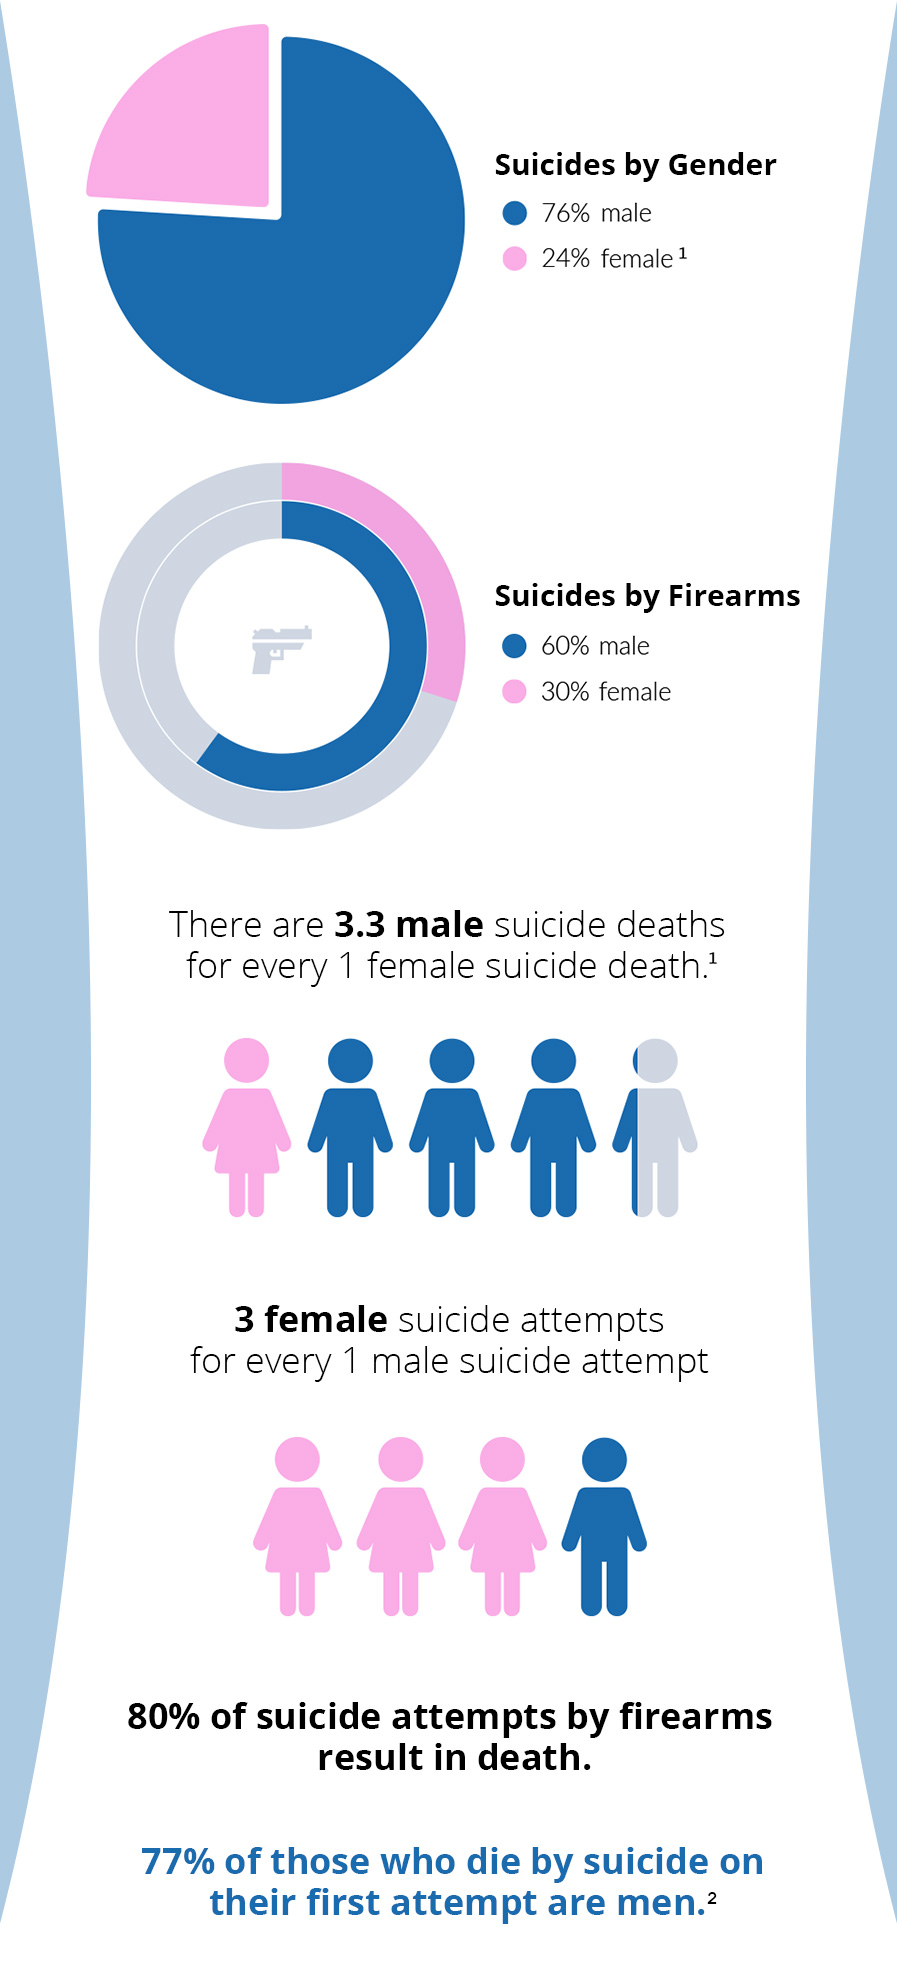 Suicides by Gender
76% male
24% female ¹
Suicides by Firearms
60% male
30% female
There are 3.3 male suicide deaths
for every 1 female suicide death.¹
3 female suicide attempts
for every 1 male suicide attempt
80% of suicide attempts by firearms
result in death.
77% of those who die by suicide on
their first attempt are men.²